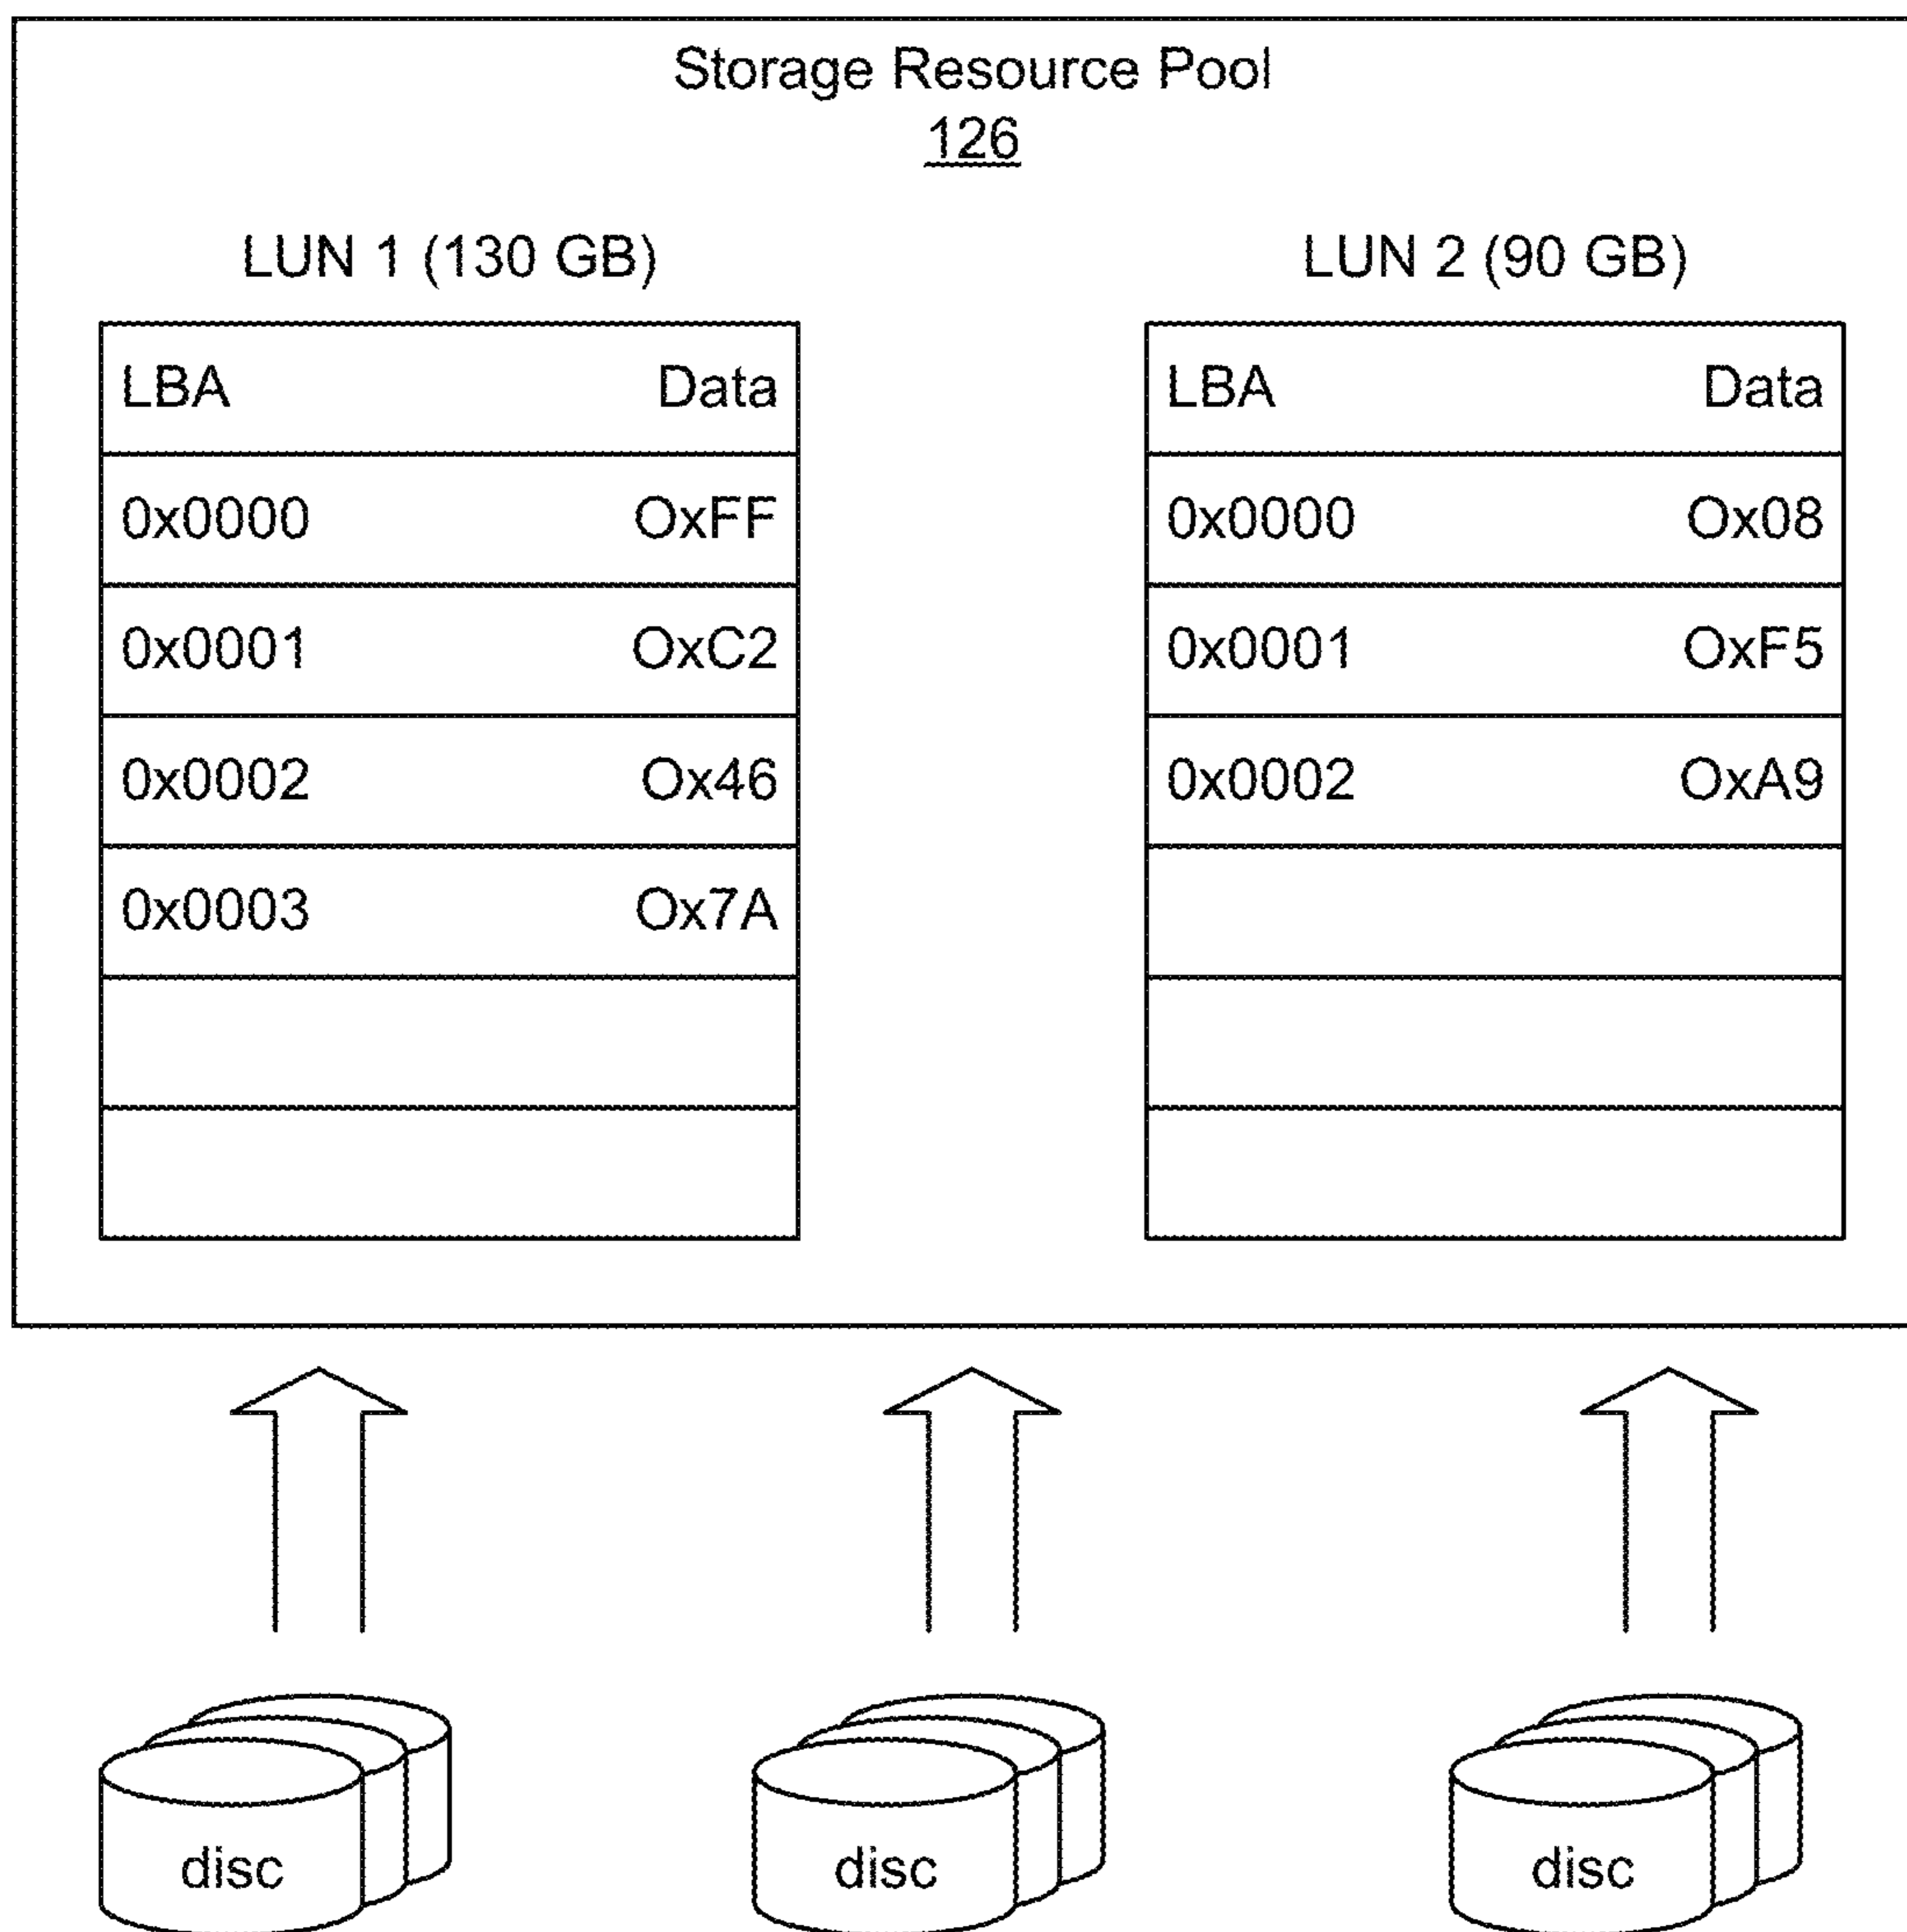 Storage Resource Pool
126
LUN 1 (130 GB)
LBA Data
0x0000 OxFF
0x0001 OxC2
0x0002 Ox46
0x0003 Ox7A
LUN 2 (90 GB)
LBA Data
0x0000 Ox08
0x0001 OxF5
0x0002 OxA9
disc
disc
disc